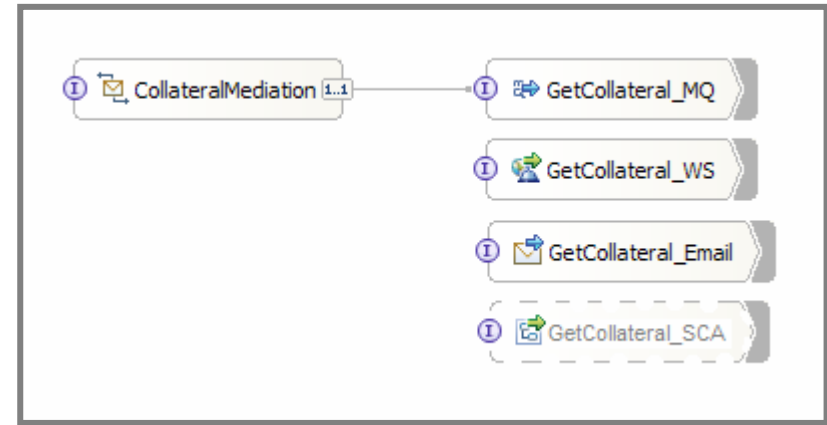 I CollateralMediation 1..1
I GetCollateral_MQ
I GetCollateral_WS
I GetCollateral_Email
I GetCollateral_SCA